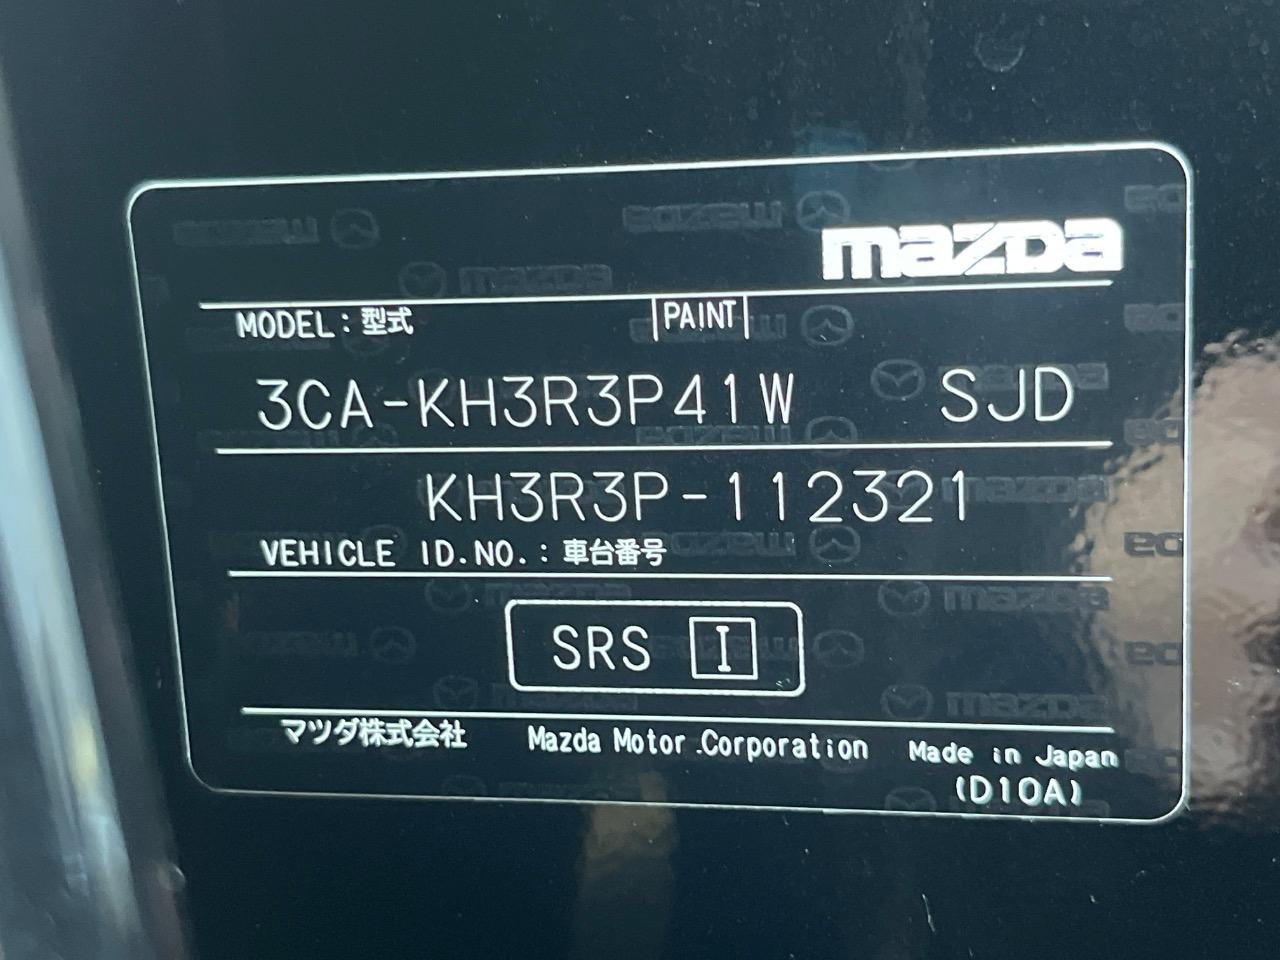 mazda
MODEL：型式 PAINT
3CA-KH3R3P41W SJD
KH3R3P-112321
VEHICLE ID.NO.：車台番号
SRS I
マツダ株式会社 Mazda Motor Corporation Made in Japan
(D10A)